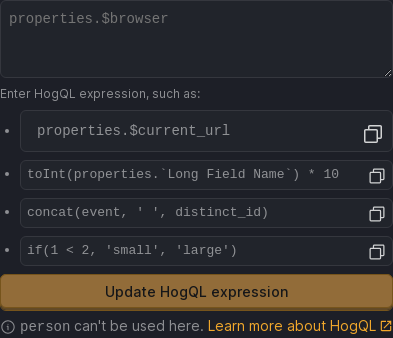 properties.$browser
Enter HogQL expression, such as:
• properties.$current_url
• toInt(properties.`Long Field Name`) * 10
• concat(event, ' ', distinct_id)
• if(1 < 2, 'small', 'large')
Update HogQL expression
person can't be used here. Learn more about HogQL